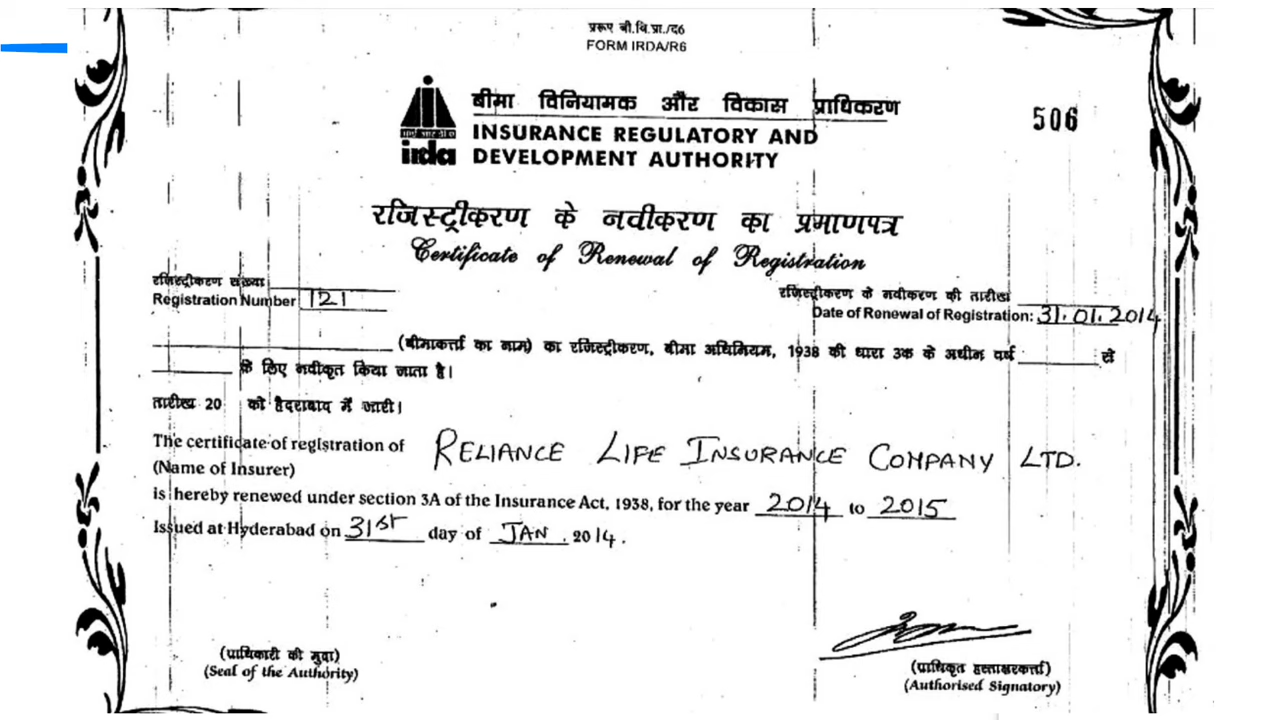 प्ररूप बी.वि.प्रा./द6
FORM IRDA/R6
506
बीमा विनियामक और विकास प्राधिकरण
INSURANCE REGULATORY AND
DEVELOPMENT AUTHORITY
आई आर डी ए
irda
रजिस्ट्रीकरण के नवीकरण का प्रमाणपत्र
Certificate of Renewal of Registration
रजिस्ट्रीकरण संख्या
Registration Number 121
रजिस्ट्रीकरण के नवीकरण की तारीख
Date of Renewal of Registration: 31.01.2014
(बीमाकर्त्ता का नाम) का रजिस्ट्रीकरण, बीमा अधिनियम, 1938 की धारा 3क के अधीन वर्ष से
के लिए नवीकृत किया जाता है।
तारीख 20 को हैदराबाद में जारी।
The certificate of registration of RELIANCE LIFE INSURANCE COMPANY LTD.
(Name of Insurer)
is hereby renewed under section 3A of the Insurance Act, 1938, for the year 2014 to 2015
Issued at Hyderabad on 31st day of JAN. 2014.
(प्राधिकारी की मुद्रा)
(Seal of the Authority)
(प्राधिकृत हस्ताक्षरकर्त्ता)
(Authorised Signatory)